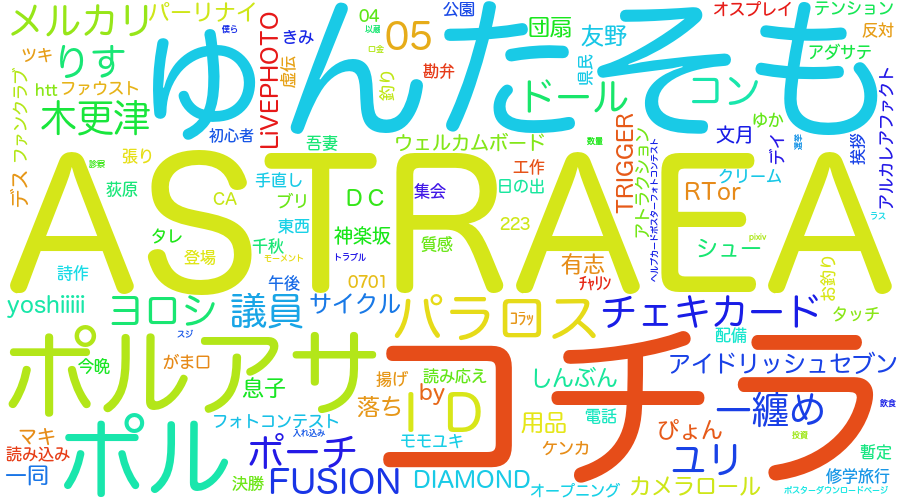 メルカリ
パーリナイ
僕ら
LiVEPHOTO
きみ
04
以蔵
口金
公園
05
団扇
友野
オスプレイ
テンション
反対
アダサテ
ツキ
りす
htt
ファウスト
虚伝
釣り
勘弁
県民
ドール
コン
ゆんたそも
デス
ファンクラブ
木更津
初心者
吾妻
ウェルカムボード
数量
TRIGGER
アトラクション
ヘルプカードポスターフォトコンテスト
文月
ゆか
ディ
挨拶
アルカレアファクト
診察
張り
荻原
CA
手直し
ブリ
DC
集会
工作
日の出
RTor
クリーム
ASTRAEA
タレ
登場
千秋
東西
神楽坂
トラブル
モーメント
質感
223
シュー
pixiv
ラス
詩作
午後
0701
有志
ﾁｬﾘﾝ
お釣り
yoshiiiii
ヨロシ
議員
サイクル
パラロス
ｺﾗｯ
チェキカード
タッチ
配備
スジ
ポルアサ
今晩
がま口
息子
揚げ
読み応え
by
落ち
ID
コチラ
しんぶん
アイドリッシュセブン
一纏め
飲食
マキ
読み込み
一同
ポル
フォトコンテスト
入れ込み
ポーチ
モモユキ
用品
電話
ケンカ
ぴょん
ユリ
投資
暫定
修学旅行
決勝
FUSION
DIAMOND
オープニング
カメラロール
ポスターダウンロードページ